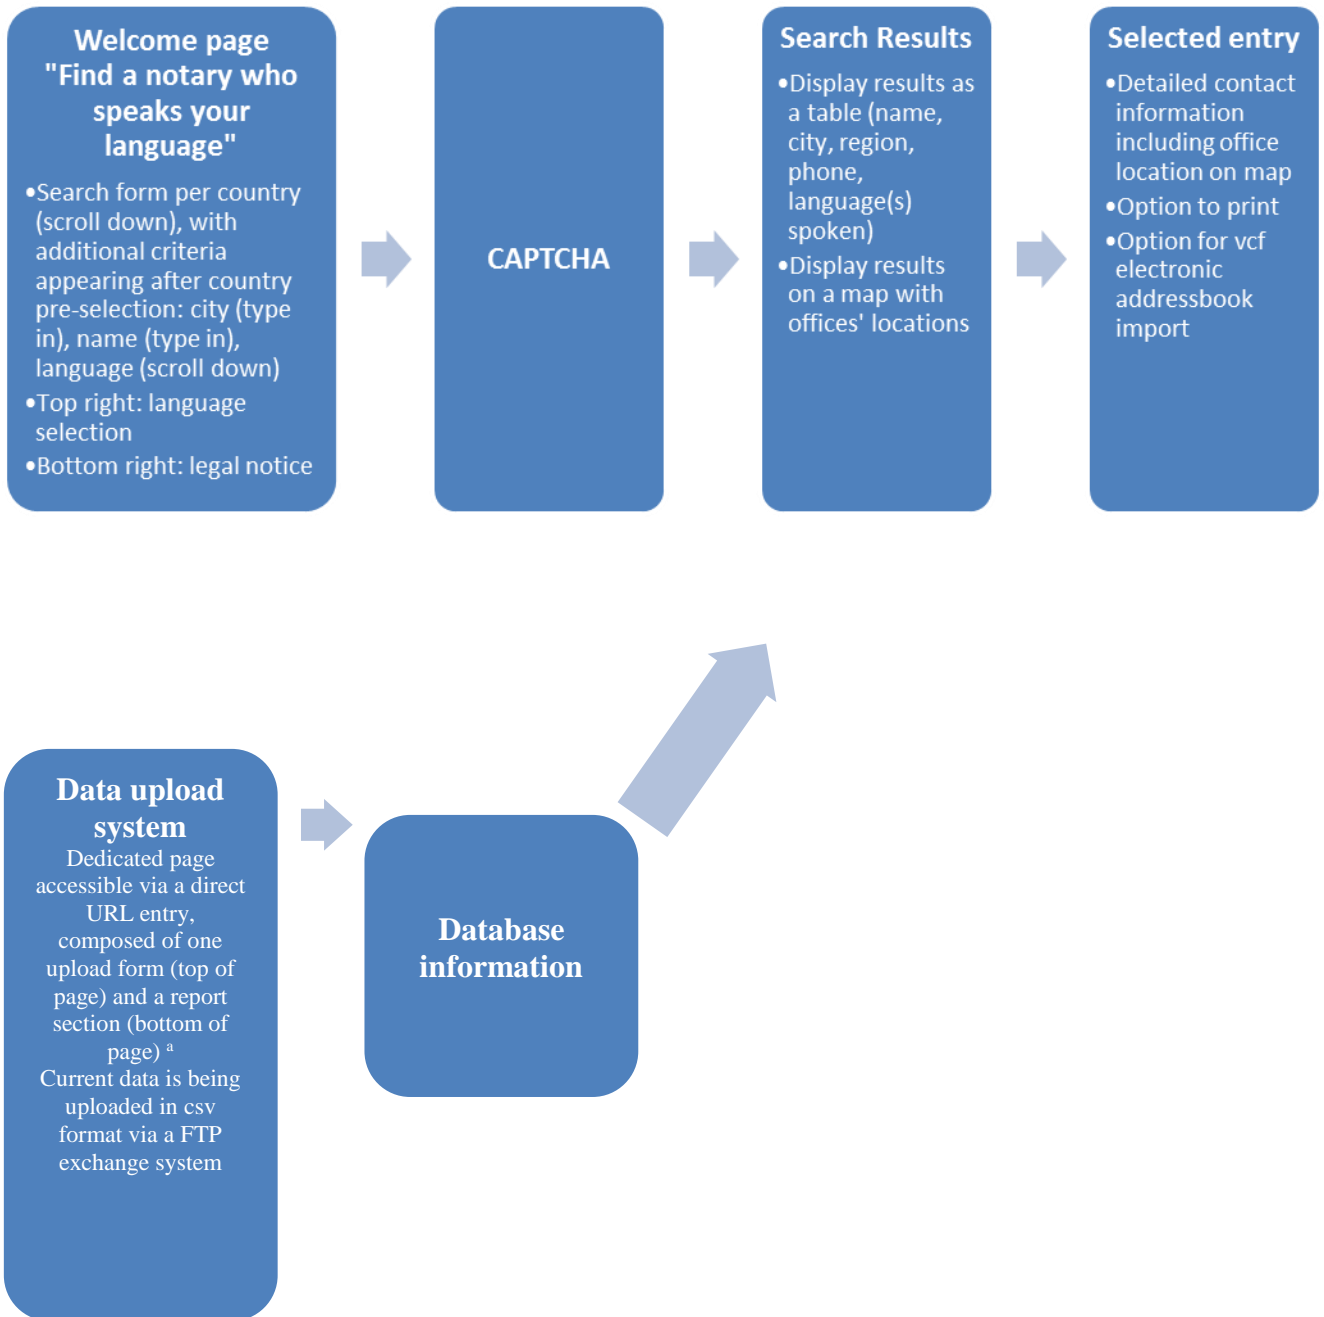 Welcome page
"Find a notary who
speaks your
language"
•Search form per country
(scroll down), with
additional criteria
appearing after country
pre-selection: city (type
in), name (type in),
language (scroll down)
•Top right: language
selection
•Bottom right: legal notice
CAPTCHA
Search Results
•Display results as
a table (name,
city, region,
phone,
language(s)
spoken)
•Display results
on a map with
offices' locations
Selected entry
•Detailed contact
information
including office
location on map
•Option to print
•Option for vcf
electronic
addressbook
import
Data upload
system
Dedicated page
accessible via a direct
URL entry,
composed of one
upload form (top of
page) and a report
section (bottom of
page) a
Current data is being
uploaded in csv
format via a FTP
exchange system
Database
information